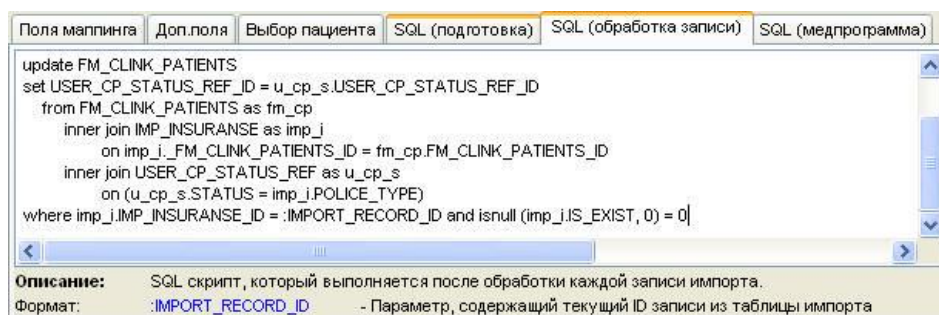 Поля маппинга Доп.поля Выбор пациента SQL (подготовка) SQL (обработка записи) SQL (медпрограмма)
update FM_CLINK_PATIENTS
set USER_CP_STATUS_REF_ID = u_cp_s.USER_CP_STATUS_REF_ID
from FM_CLINK_PATIENTS as fm_cp
inner join IMP_INSURANSE as imp_i
on imp_i._FM_CLINK_PATIENTS_ID = fm_cp.FM_CLINK_PATIENTS_ID
inner join USER_CP_STATUS_REF as u_cp_s
on (u_cp_s.STATUS = imp_i.POLICE_TYPE)
where imp_i.IMP_INSURANSE_ID = :IMPORT_RECORD_ID and isnull (imp_i.IS_EXIST, 0) = 0
Описание: SQL скрипт, который выполняется после обработки каждой записи импорта.
Формат: :IMPORT_RECORD_ID - Параметр, содержащий текущий ID записи из таблицы импорта